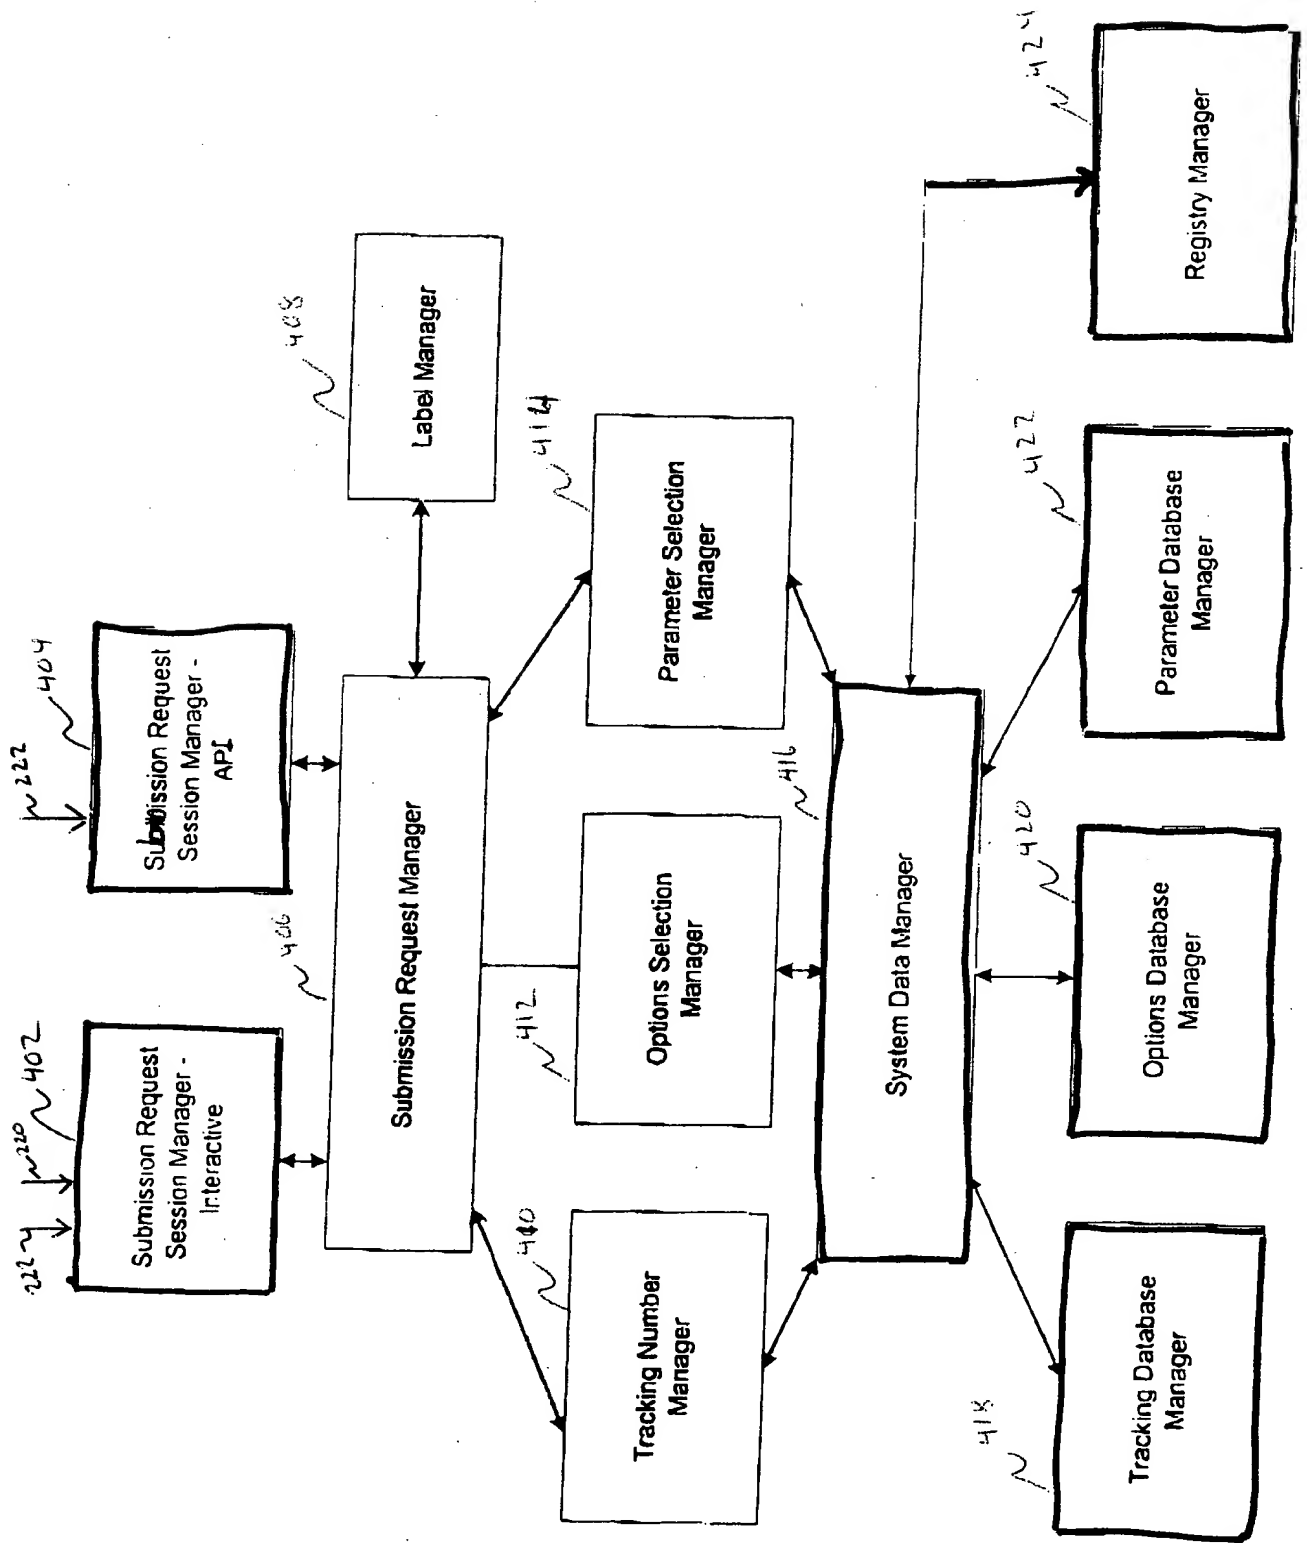 222
220
402
Submission Request
Session Manager -
Interactive
222
404
Submission Request
Session Manager -
API
406
Submission Request Manager
408
Label Manager
410
Tracking Number
Manager
412
Options Selection
Manager
414
Parameter Selection
Manager
416
System Data Manager
418
Tracking Database
Manager
420
Options Database
Manager
422
Parameter Database
Manager
424
Registry Manager